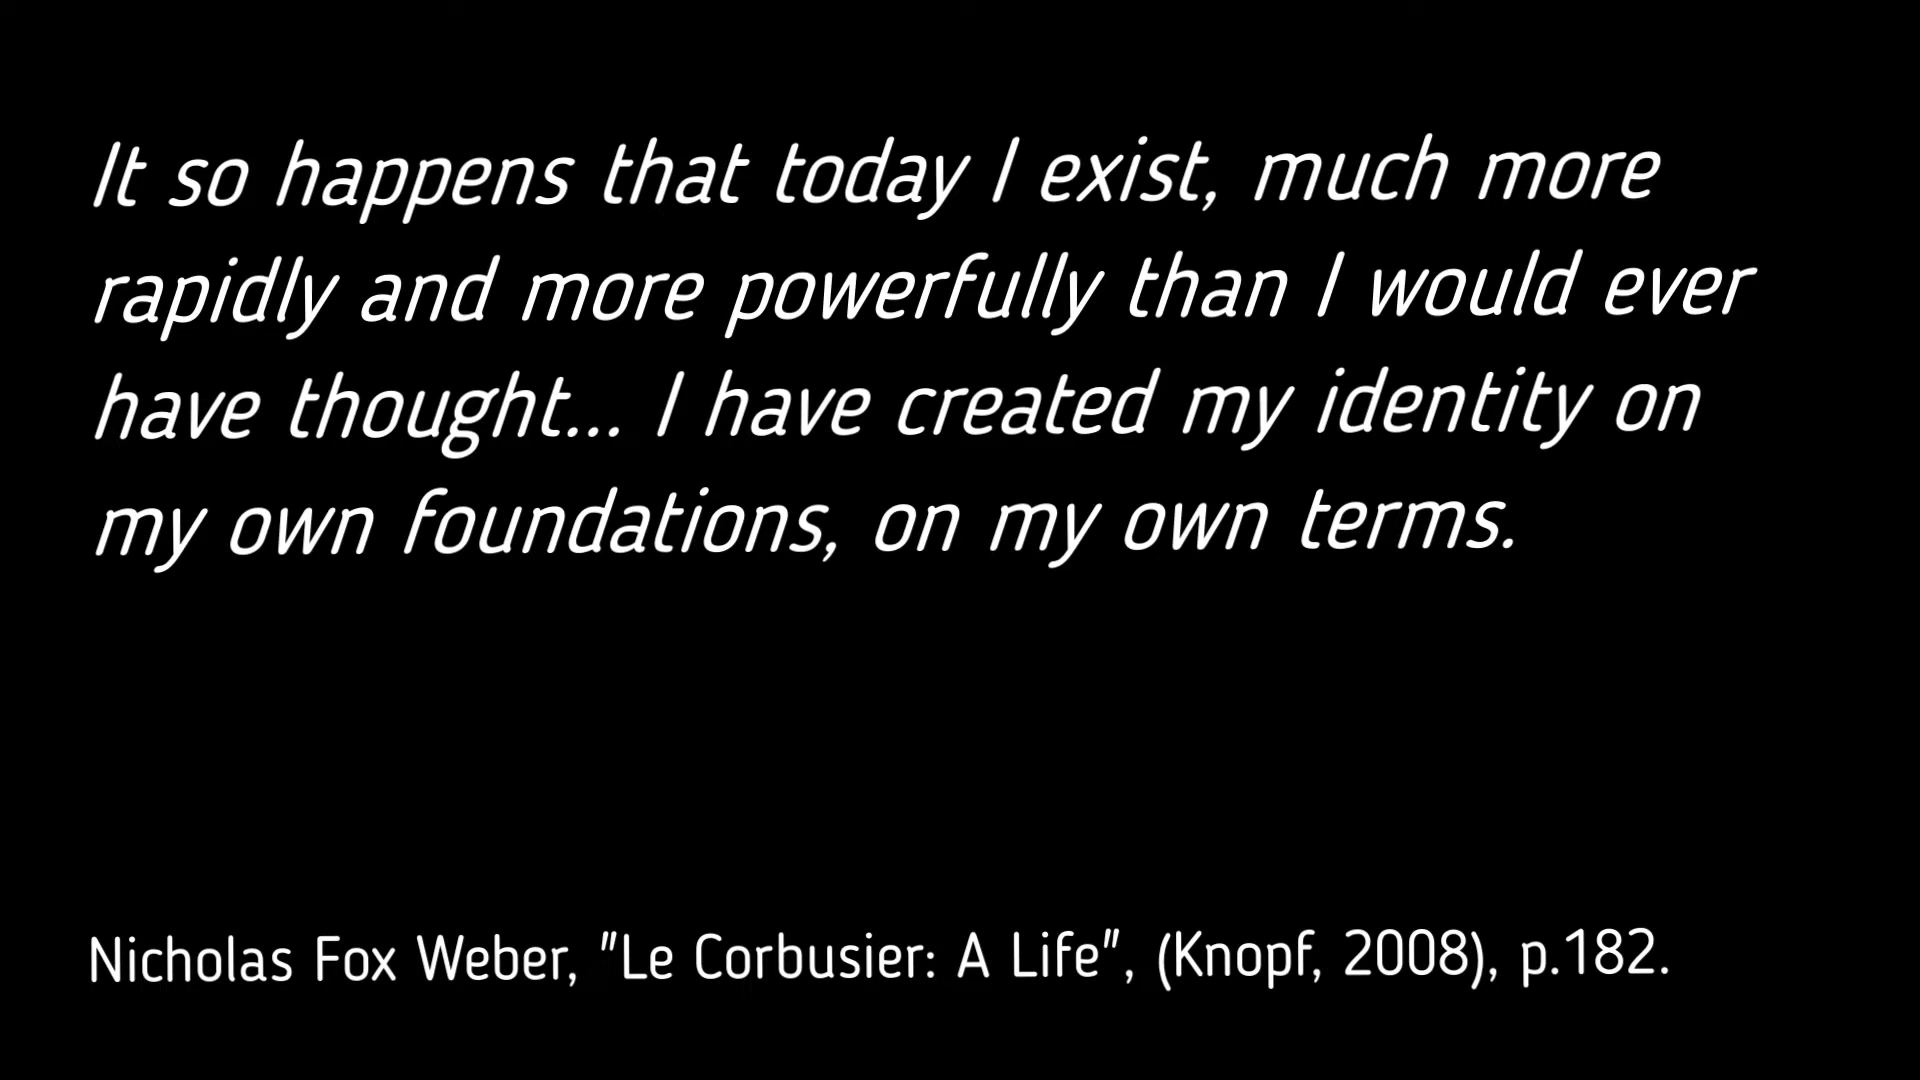 It so happens that today I exist, much more
rapidly and more powerfully than I would ever
have thought... I have created my identity on
my own foundations, on my own terms.
Nicholas Fox Weber, "Le Corbusier: A Life", (Knopf, 2008), p.182.